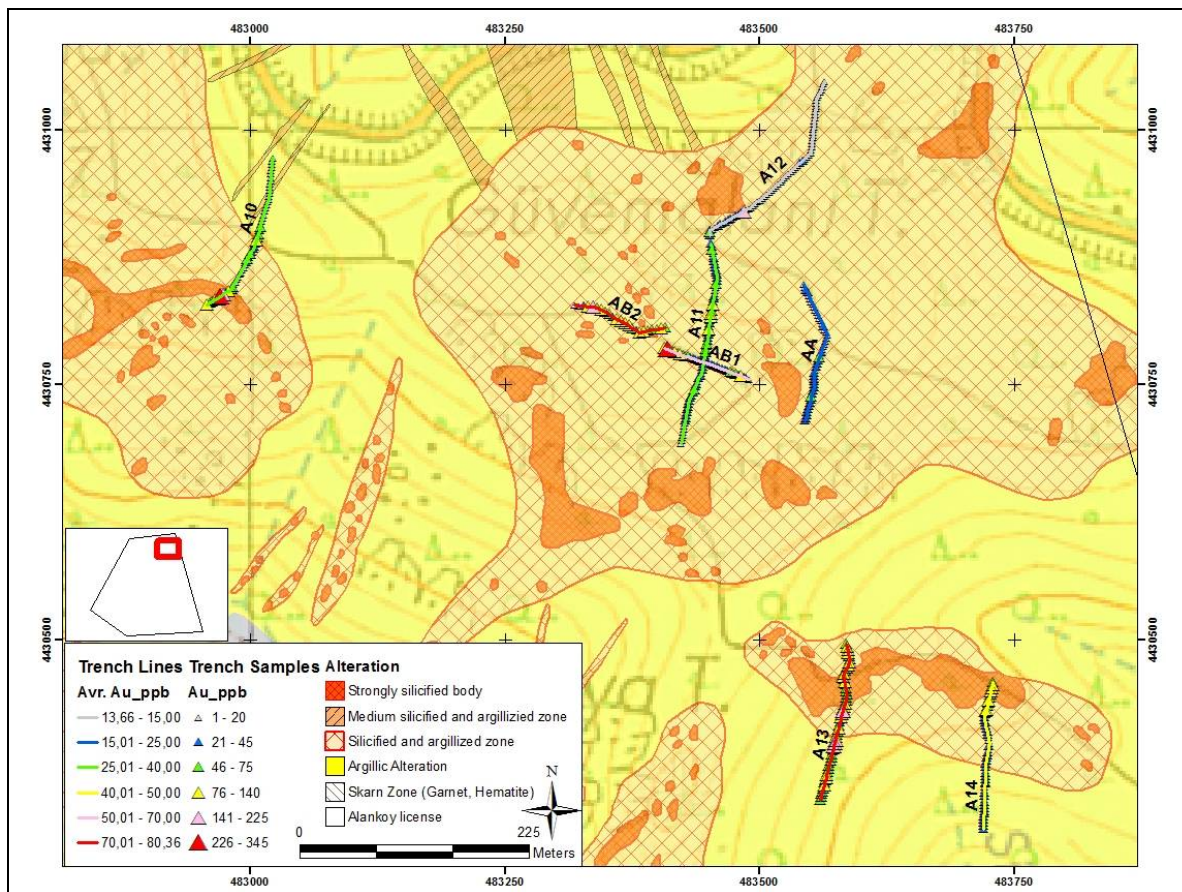 483000 483250 483500 483750
4431000 4431000
A12
A10
AB2
A11
AB1
AA
4430750 4430750
4430500 4430500
A13
A14
Trench Lines Trench Samples Alteration
Avr. Au_ppb Au_ppb
13,66 - 15,00 1 - 20
15,01 - 25,00 21 - 45
25,01 - 40,00 46 - 75
40,01 - 50,00 76 - 140
50,01 - 70,00 141 - 225
70,01 - 80,36 226 - 345
Strongly silicified body
Medium silicified and argillizied zone
Silicified and argillized zone
Argillic Alteration
Skarn Zone (Garnet, Hematite)
Alankoy license
N
0 225
Meters
483000 483250 483500 483750